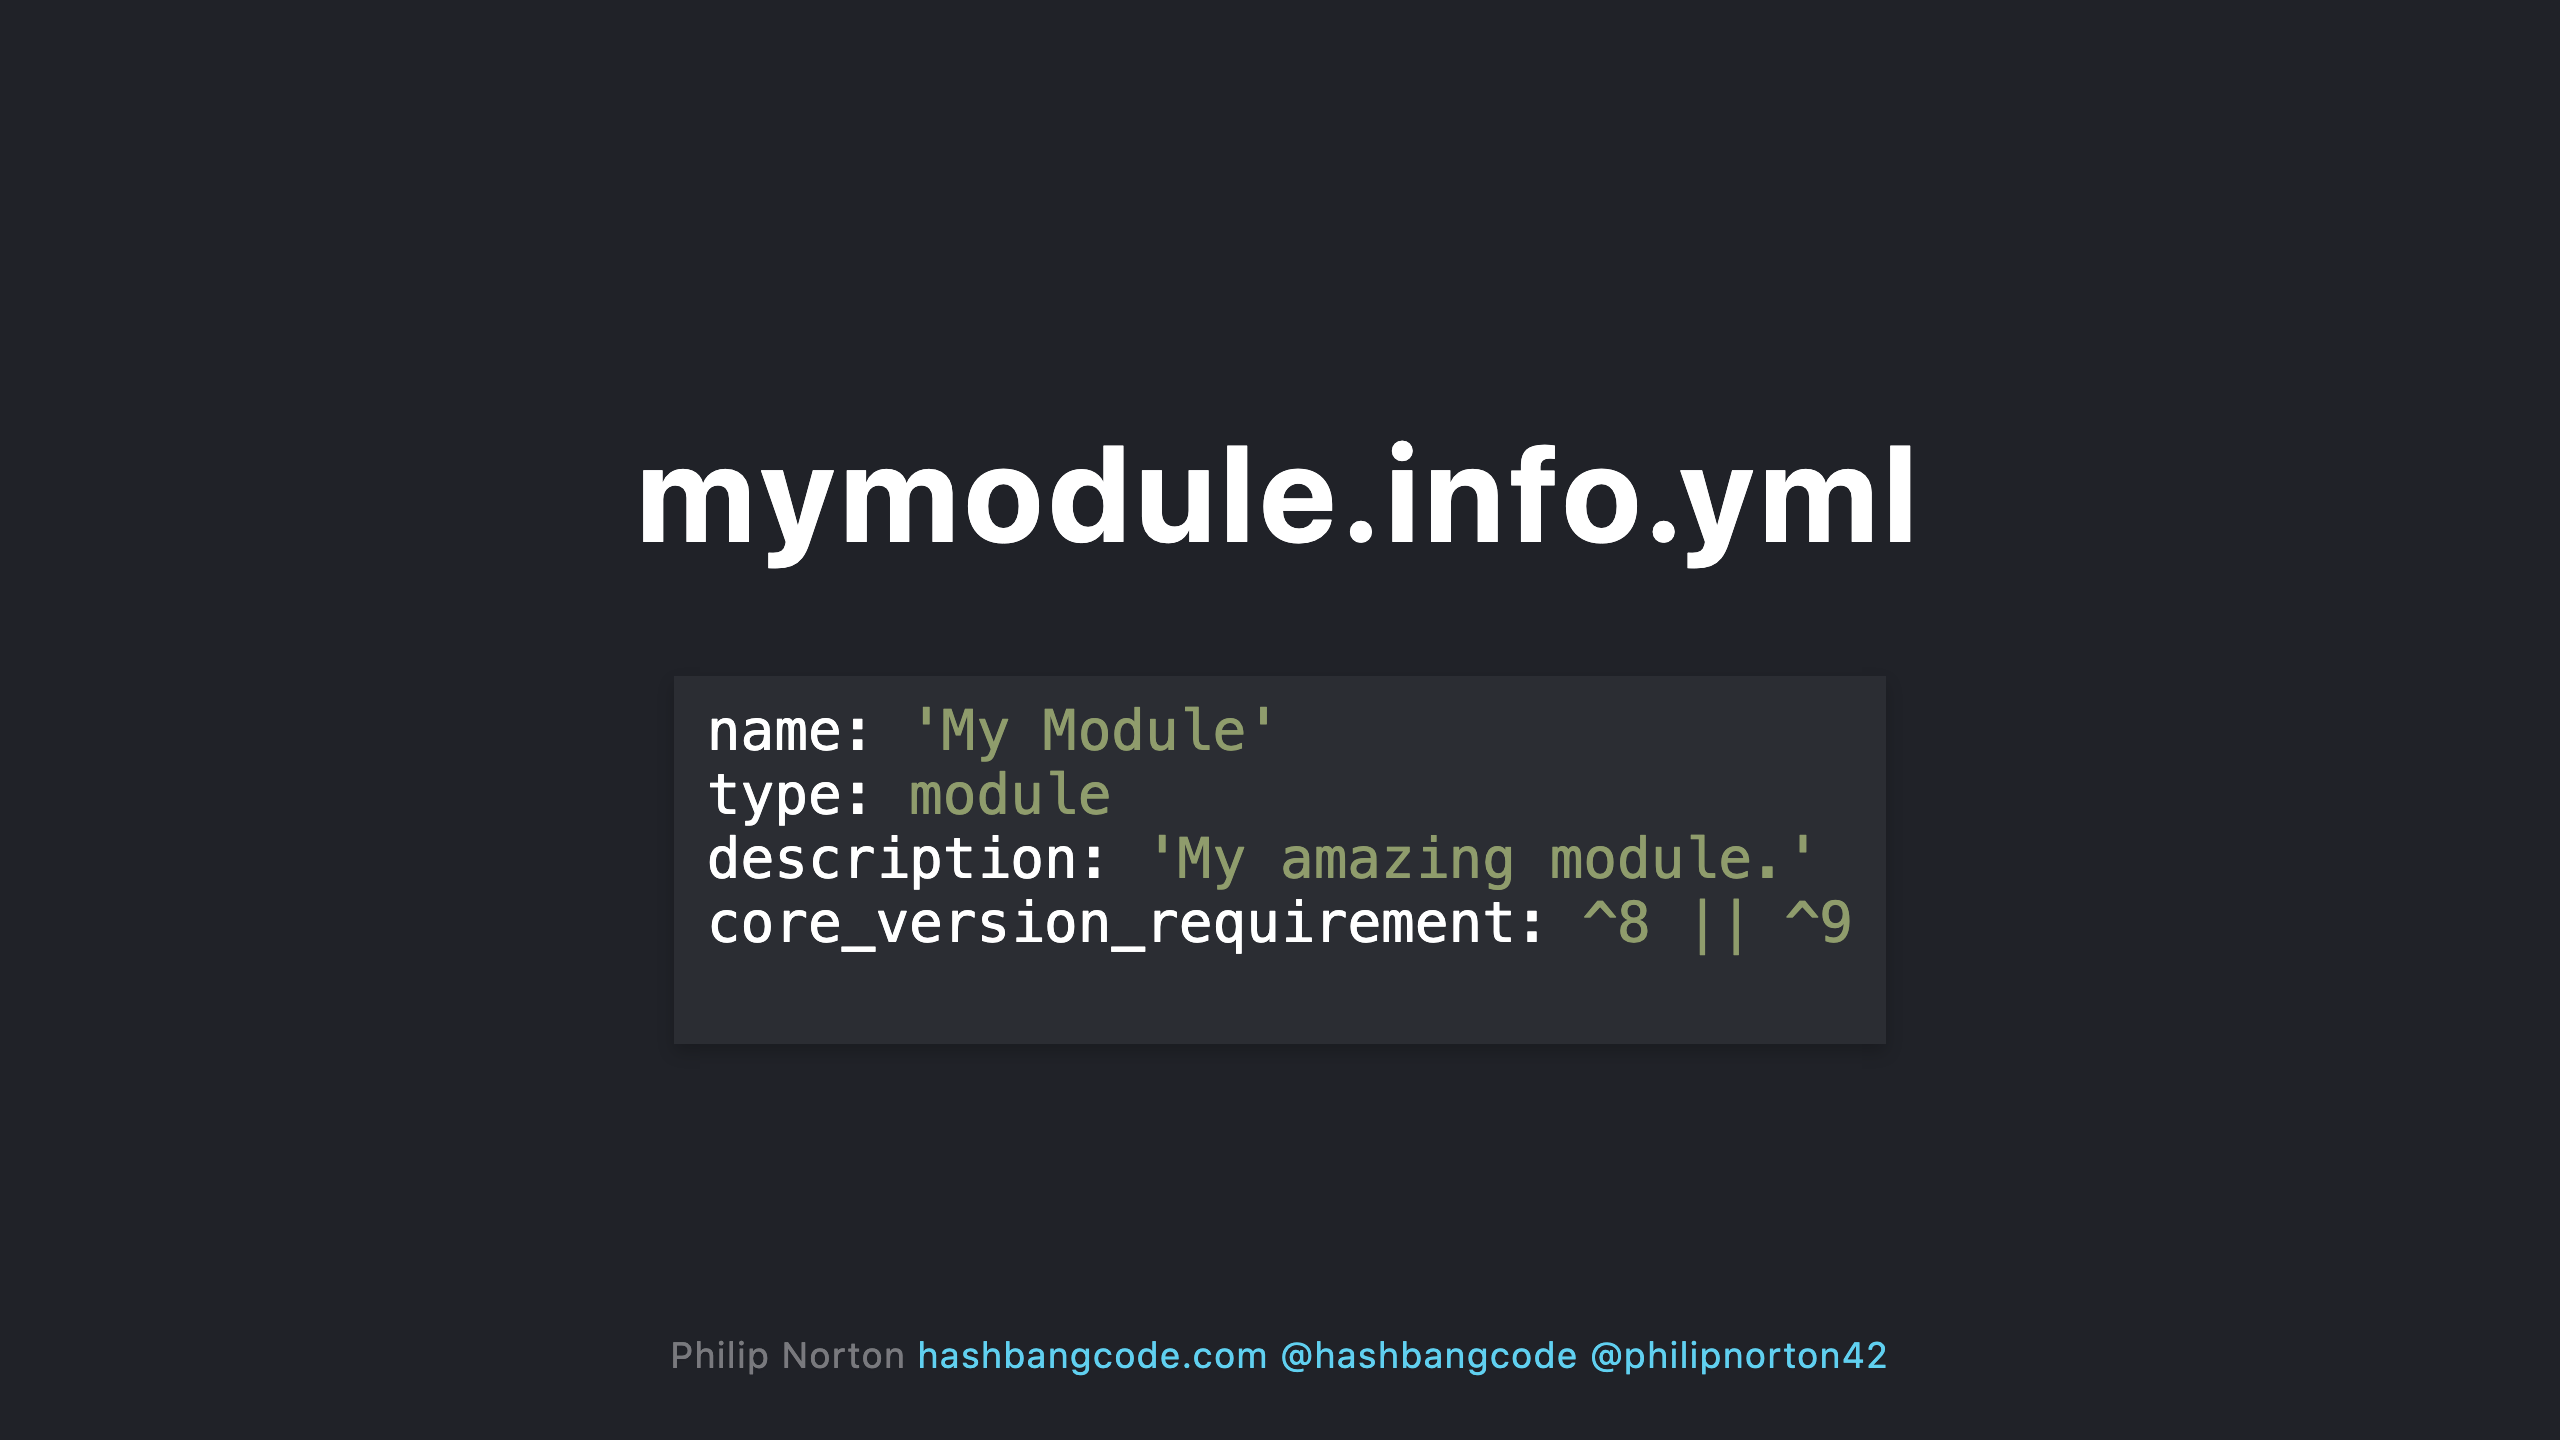 mymodule.info.yml
name: 'My Module'
type: module
description: 'My amazing module.'
core_version_requirement: ^8 || ^9
Philip Norton hashbangcode.com @hashbangcode @philipnorton42